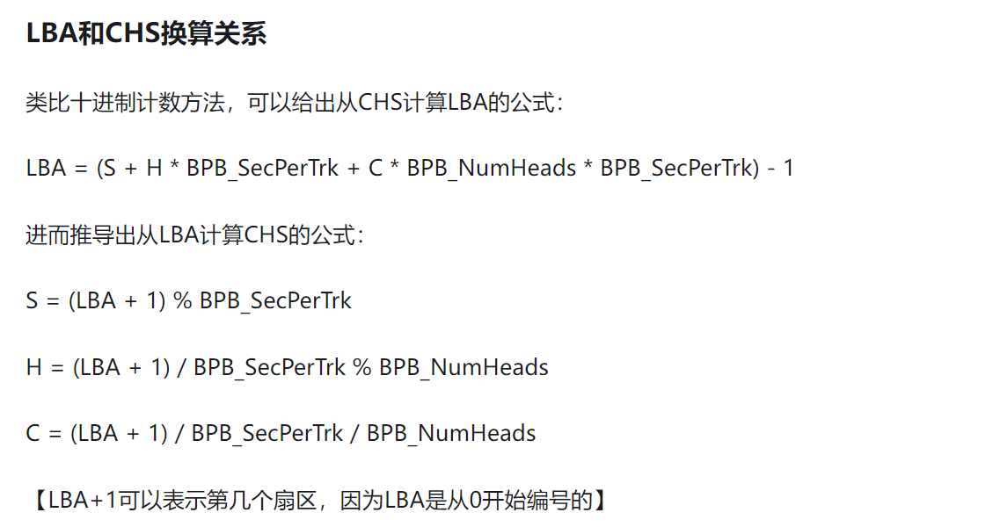 LBA和CHS换算关系
类比十进制计数方法，可以给出从CHS计算LBA的公式：
LBA = (S + H * BPB_SecPerTrk + C * BPB_NumHeads * BPB_SecPerTrk) - 1
进而推导出从LBA计算CHS的公式：
S = (LBA + 1) % BPB_SecPerTrk
H = (LBA + 1) / BPB_SecPerTrk % BPB_NumHeads
C = (LBA + 1) / BPB_SecPerTrk / BPB_NumHeads
【LBA+1可以表示第几个扇区，因为LBA是从0开始编号的】